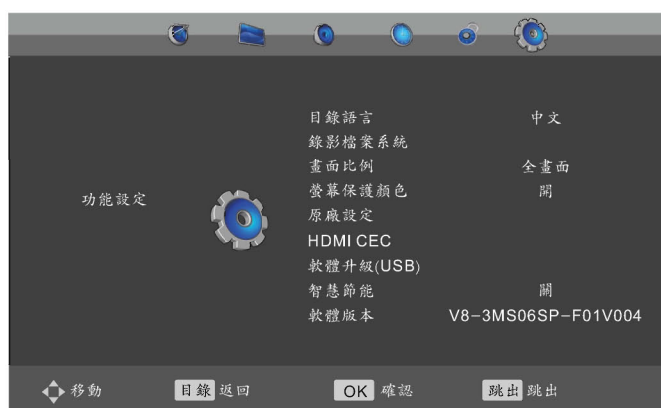 目錄語言 中文
錄影檔案系統
畫面比例 全畫面
螢幕保護顏色 開
功能設定
原廠設定
HDMI CEC
軟體升級(USB)
智慧節能 關
軟體版本 V8-3MS06SP-F01V004
移動 目錄 返回 OK 確認 跳出 跳出